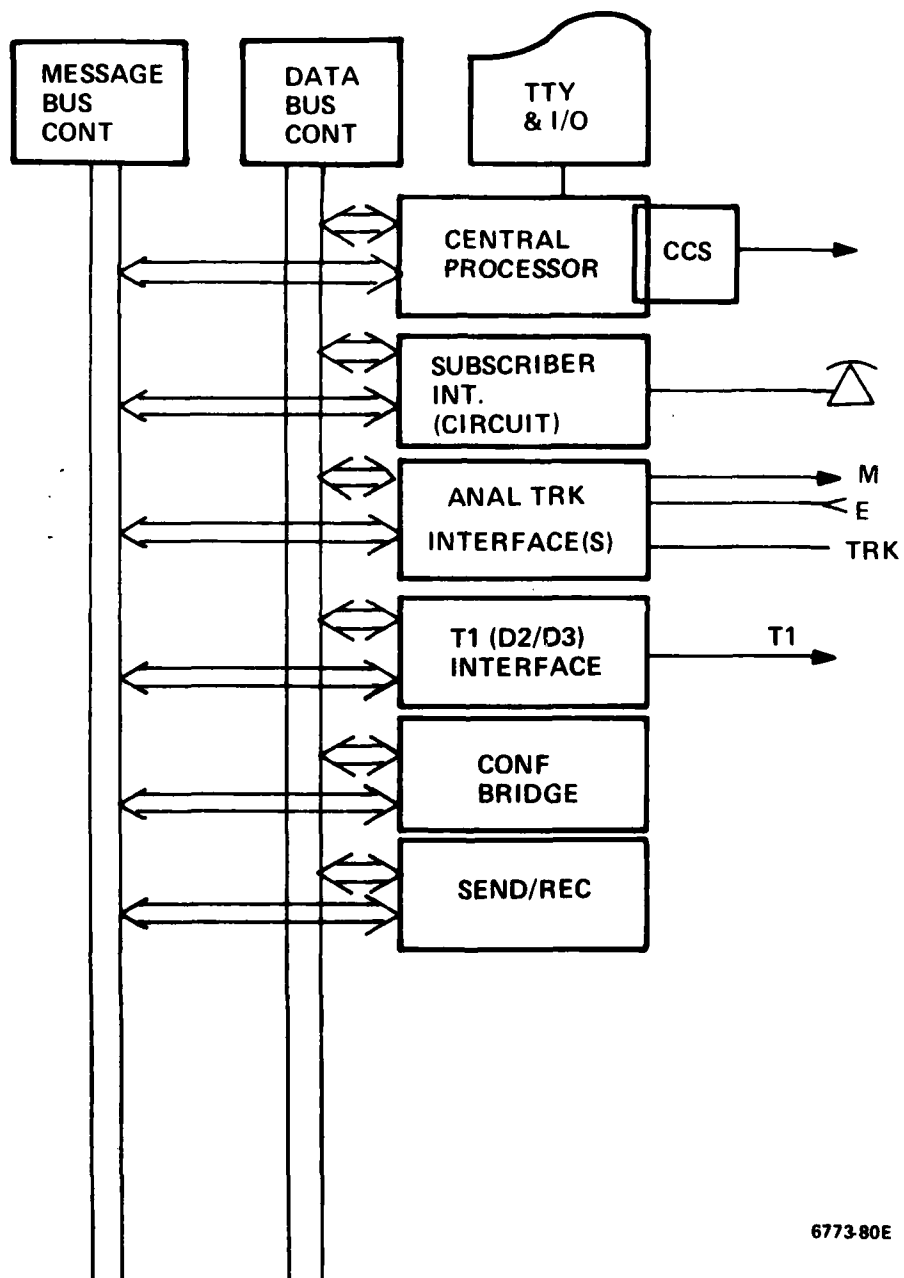 MESSAGE
BUS
CONT
DATA
BUS
CONT
TTY
& I/O
CENTRAL
PROCESSOR
CCS
SUBSCRIBER
INT.
(CIRCUIT)
ANAL TRK
INTERFACE(S)
M
E
TRK
T1 (D2/D3)
INTERFACE
T1
CONF
BRIDGE
SEND/REC
6773-80E